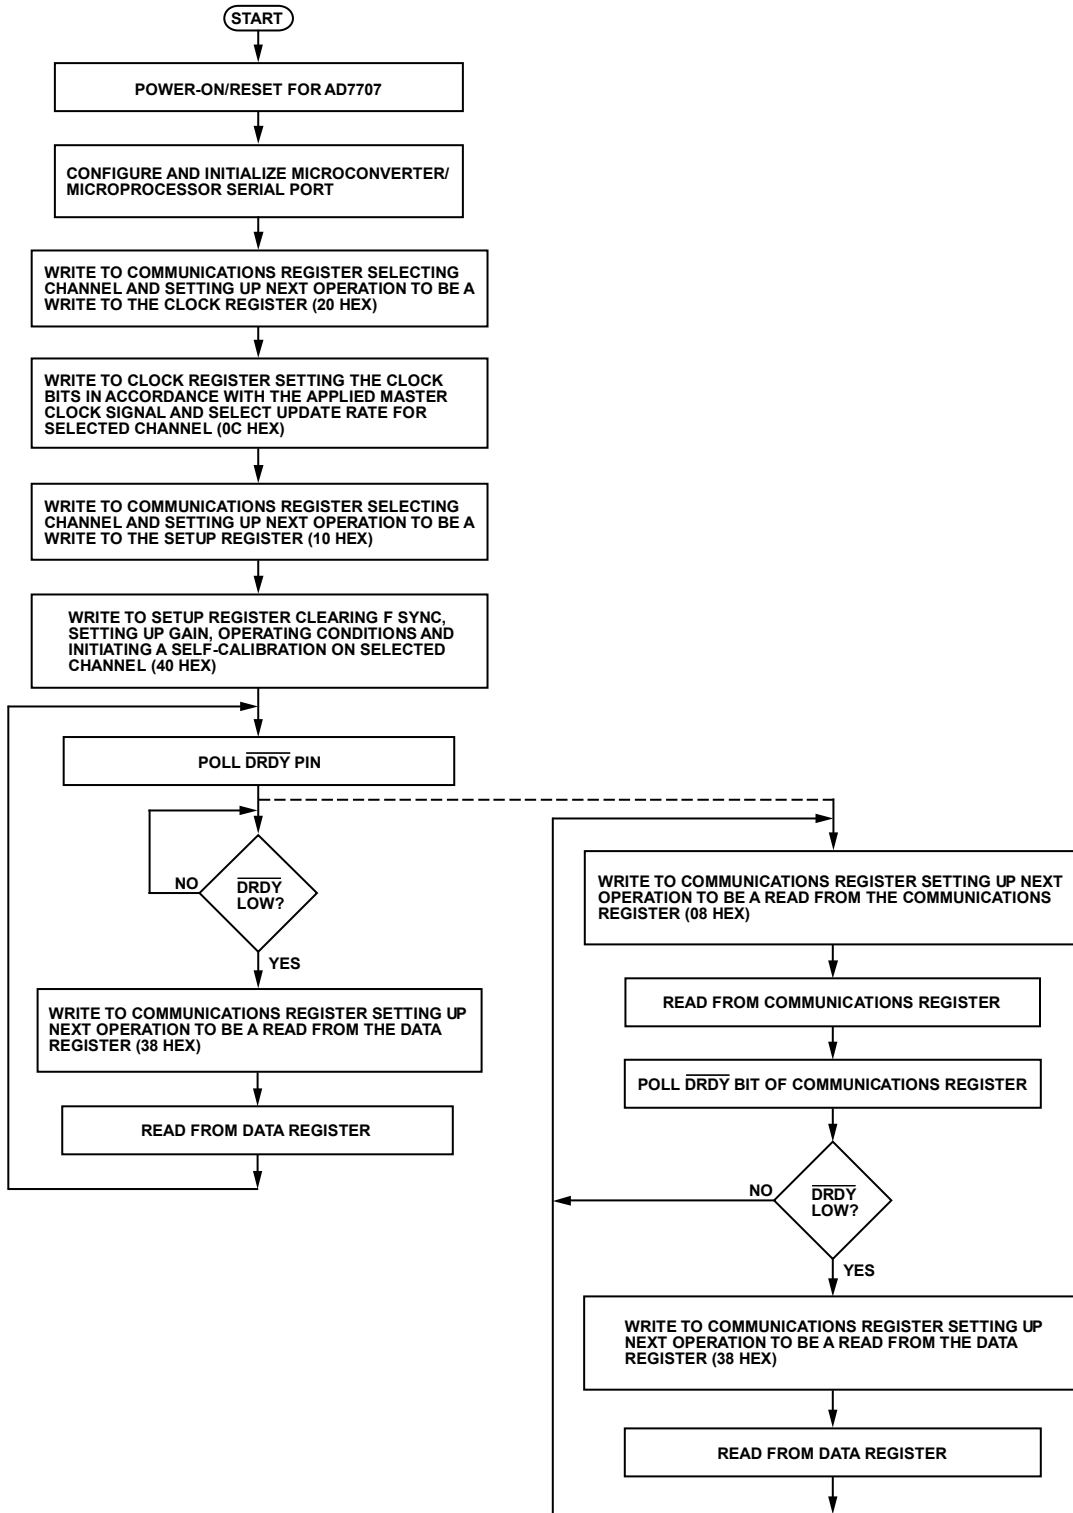 START
POWER-ON/RESET FOR AD7707
CONFIGURE AND INITIALIZE MICROCONVERTER/
MICROPROCESSOR SERIAL PORT
WRITE TO COMMUNICATIONS REGISTER SELECTING
CHANNEL AND SETTING UP NEXT OPERATION TO BE A
WRITE TO THE CLOCK REGISTER (20 HEX)
WRITE TO CLOCK REGISTER SETTING THE CLOCK
BITS IN ACCORDANCE WITH THE APPLIED MASTER
CLOCK SIGNAL AND SELECT UPDATE RATE FOR
SELECTED CHANNEL (0C HEX)
WRITE TO COMMUNICATIONS REGISTER SELECTING
CHANNEL AND SETTING UP NEXT OPERATION TO BE A
WRITE TO THE SETUP REGISTER (10 HEX)
WRITE TO SETUP REGISTER CLEARING F SYNC,
SETTING UP GAIN, OPERATING CONDITIONS AND
INITIATING A SELF-CALIBRATION ON SELECTED
CHANNEL (40 HEX)
POLL DRDY PIN
NO
DRDY
LOW?
YES
WRITE TO COMMUNICATIONS REGISTER SETTING UP
NEXT OPERATION TO BE A READ FROM THE DATA
REGISTER (38 HEX)
READ FROM DATA REGISTER
WRITE TO COMMUNICATIONS REGISTER SETTING UP NEXT
OPERATION TO BE A READ FROM THE COMMUNICATIONS
REGISTER (08 HEX)
READ FROM COMMUNICATIONS REGISTER
POLL DRDY BIT OF COMMUNICATIONS REGISTER
NO
DRDY
LOW?
YES
WRITE TO COMMUNICATIONS REGISTER SETTING UP
NEXT OPERATION TO BE A READ FROM THE DATA
REGISTER (38 HEX)
READ FROM DATA REGISTER